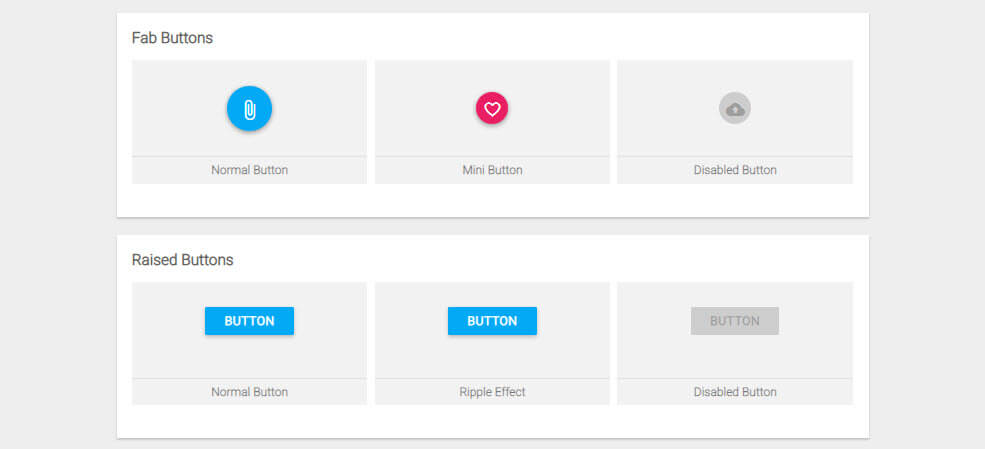 Fab Buttons
Normal Button
Mini Button
Disabled Button
Raised Buttons
BUTTON
BUTTON
BUTTON
Normal Button
Ripple Effect
Disabled Button